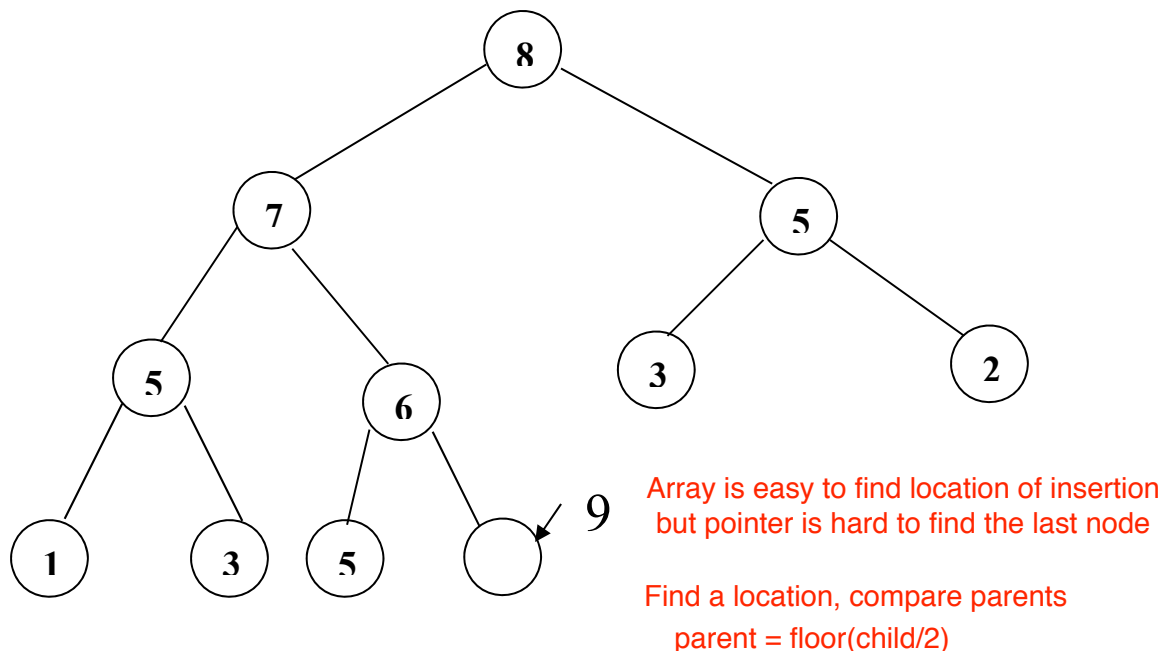 8
7
5
5
6
3
2
1
3
5
9
Array is easy to find location of insertion
but pointer is hard to find the last node
Find a location, compare parents
parent = floor(child/2)